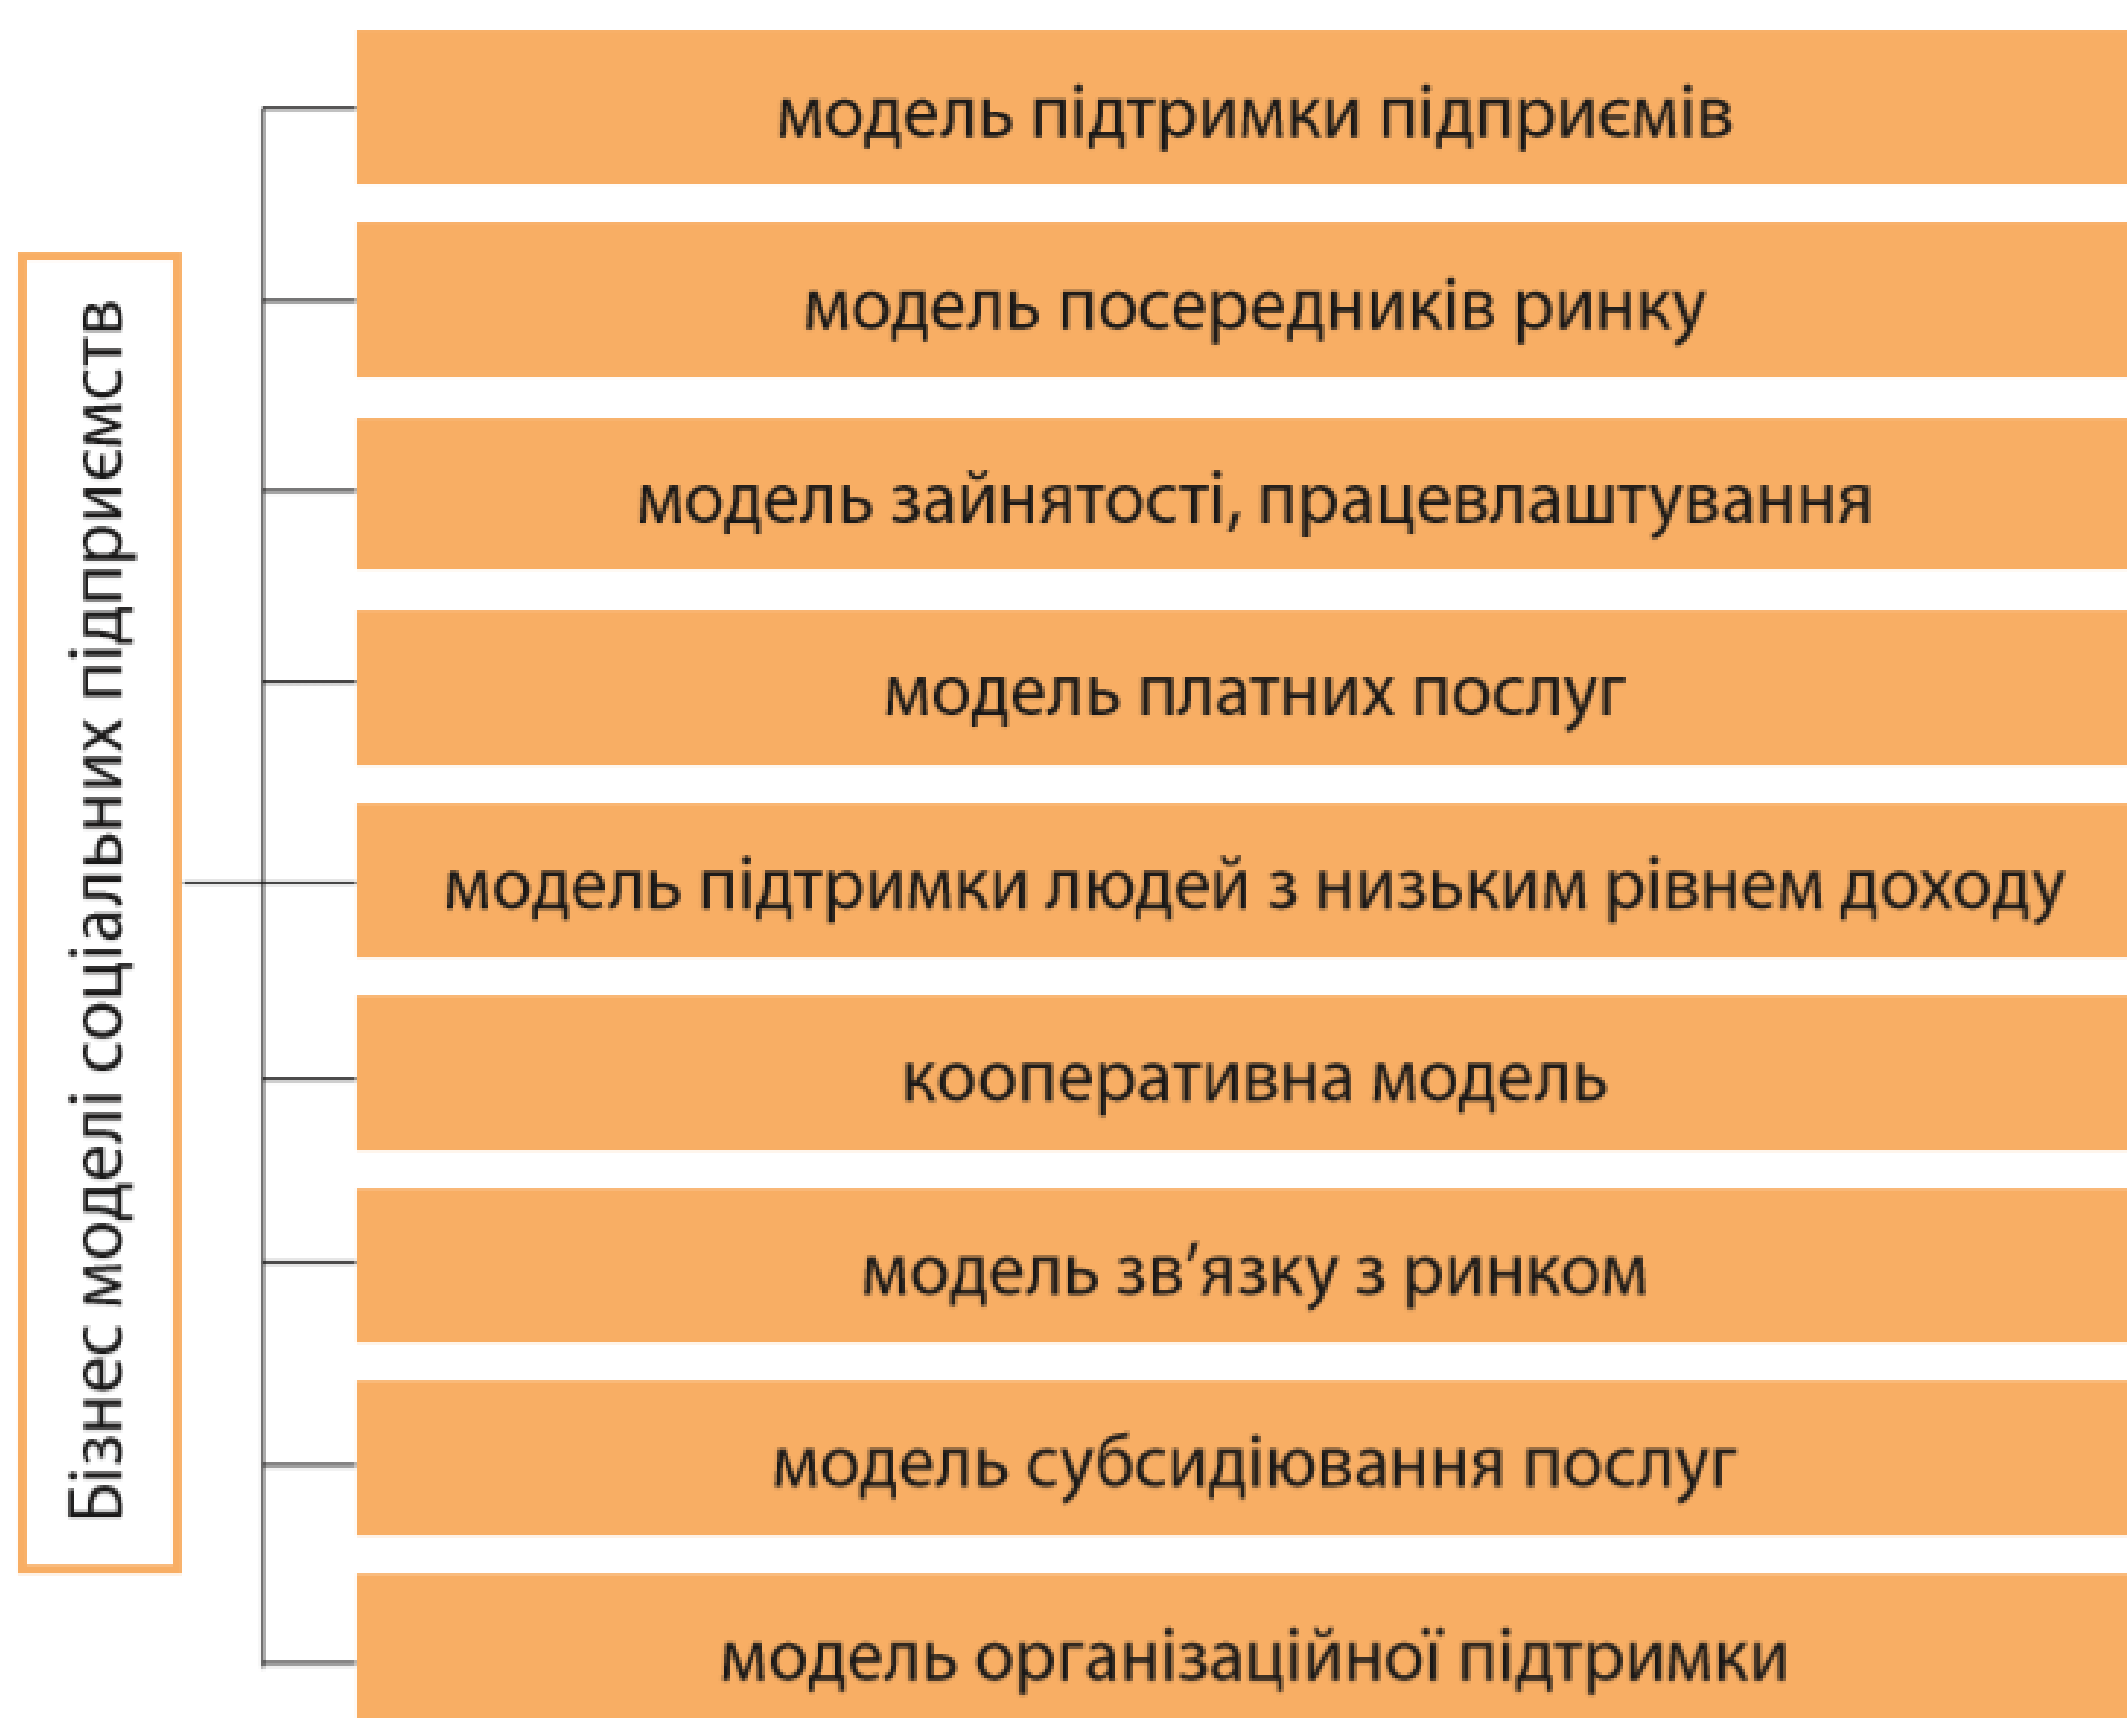 Бізнес моделі соціальних підприємств
модель підтримки підприємів
модель посередників ринку
модель зайнятості, працевлаштування
модель платних послуг
модель підтримки людей з низьким рівнем доходу
кооперативна модель
модель зв’язку з ринком
модель субсидіювання послуг
модель організаційної підтримки